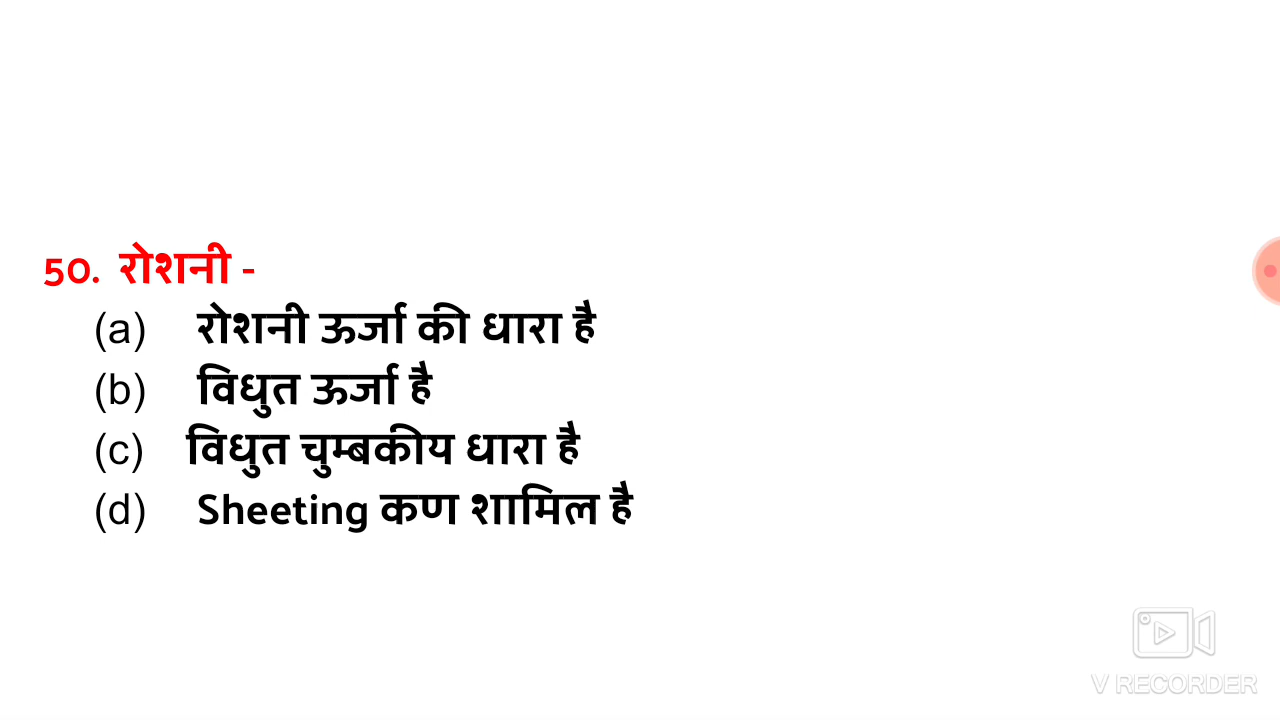 50. रोशनी -
(a) रोशनी ऊर्जा की धारा है
(b) विधुत ऊर्जा है
(c) विधुत चुम्बकीय धारा है
(d) Sheeting कण शामिल है
V RECORDER